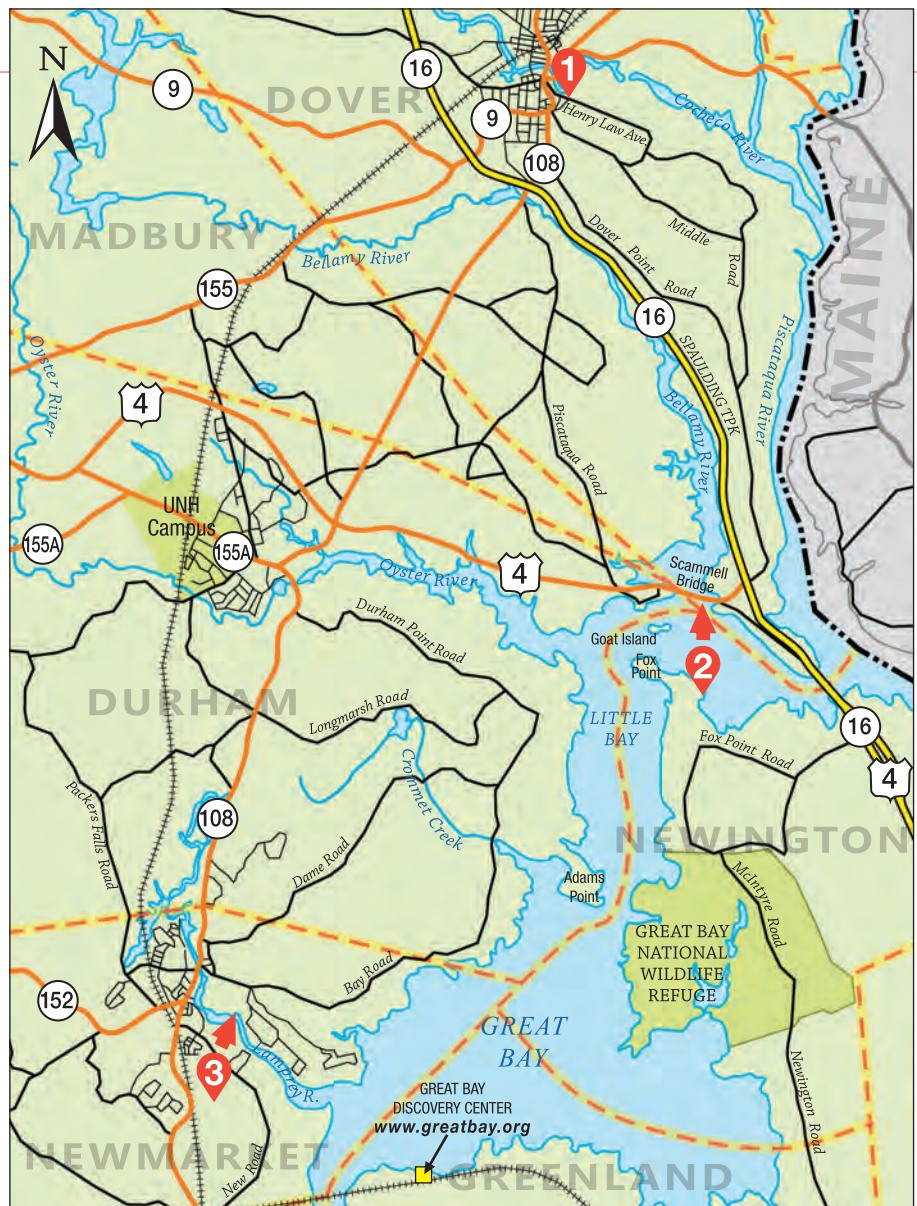 N
16
1
9
DOVER
9
Henry Law Ave
Cocheco River
108
MADBURY
Bellamy River
Middle
Road
Dover Point Road
155
16
MAINE
SPAULDING TPK
Piscataqua River
Oyster River
4
Bellamy River
Piscataqua Road
UNH
Campus
155A
155A
Oyster River
4
Scammell
Bridge
Durham Point Road
Goat Island
Fox
Point
2
DURHAM
Longmarsh Road
LITTLE
BAY
16
Fox Point Road
4
Crommet Creek
Packers Falls Road
108
NEWINGTON
Dame Road
Adams
Point
McIntyre Road
GREAT BAY
NATIONAL
WILDLIFE
REFUGE
Bay Road
152
GREAT
BAY
3
Lamprey R.
Newington Road
GREAT BAY
DISCOVERY CENTER
www.greatbay.org
NEWMARKET
New Road
GREENLAND